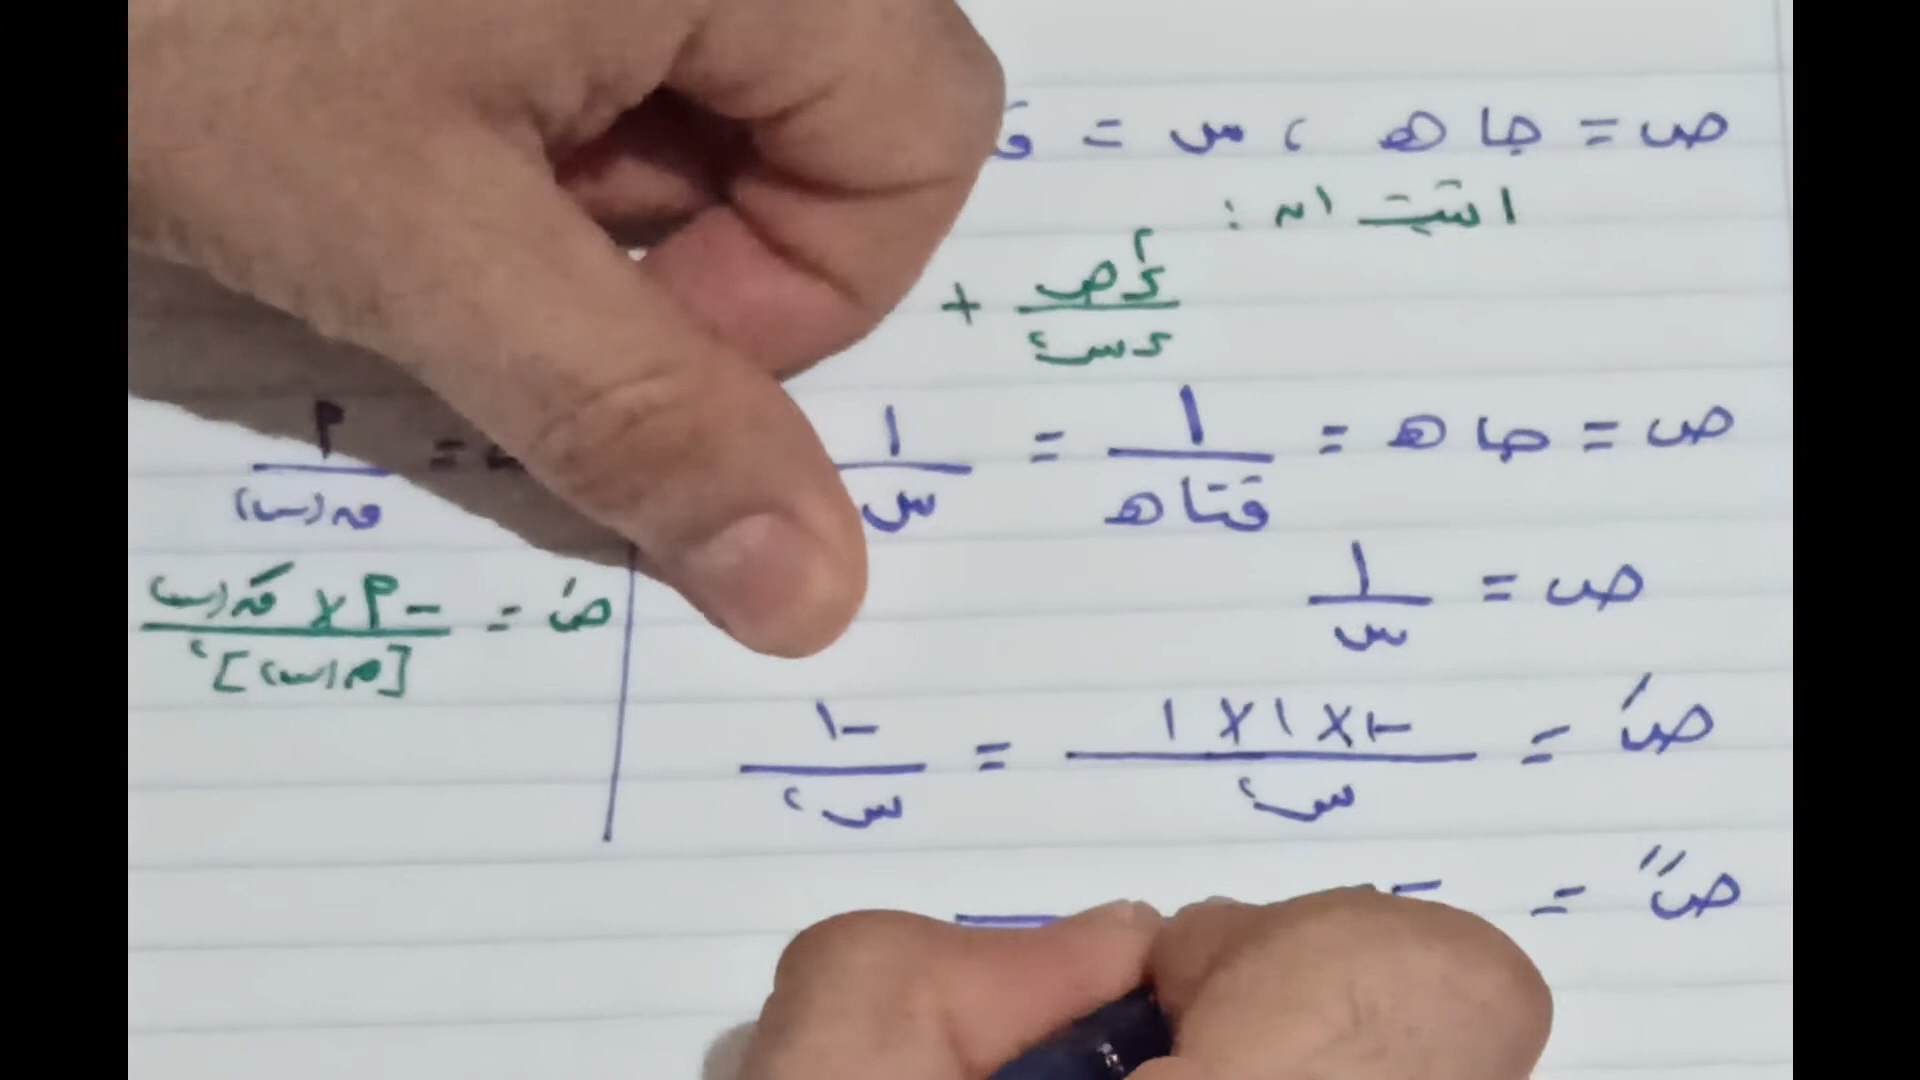 ص = جا هـ ، س = ق
اثبت ان :
د٢ص / دس٢ +
ص = جا هـ = ١ / قتا هـ = ١ / س
ص = ١ / س
صَ = -١ × ١ × ١ / س٢ = -١ / س٢
صً = -
= م / ق(س)
صَ = -م × قَ(س) / [ق(س)]٢